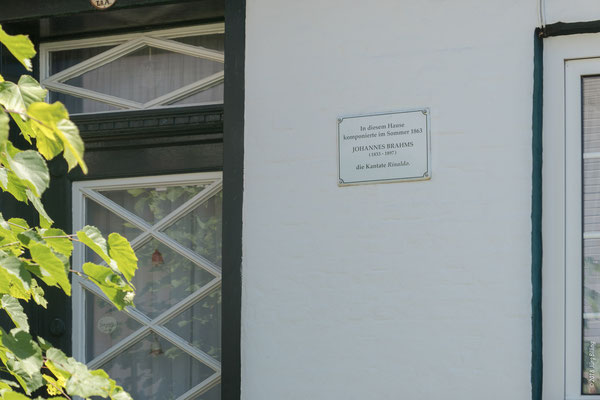 In diesem Hause
komponierte im Sommer 1863
JOHANNES BRAHMS
(1833 - 1897)
die Kantate Rinaldo.